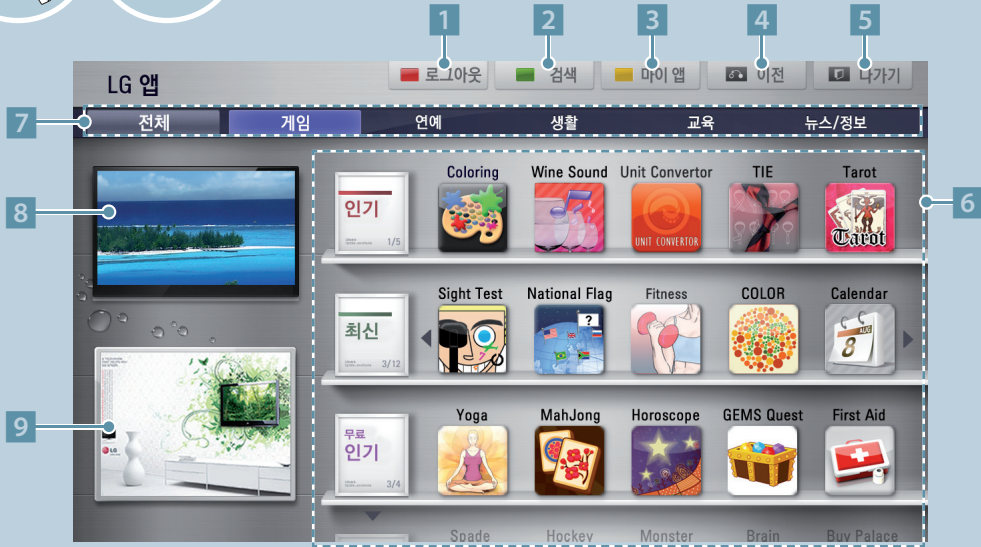 1 2 3 4 5
LG 앱
로그아웃 검색 마이 앱 이전 나가기
7
전체 게임 연예 생활 교육 뉴스/정보
6
8
인기
1/5
Coloring Wine Sound Unit Convertor TIE Tarot
UNIT CONVERTOR
Tarot
최신
3/12
Sight Test National Flag Fitness COLOR Calendar
?
7
AUG
8
9
LG
무료
인기
3/4
Yoga MahJong Horoscope GEMS Quest First Aid
Spade Hockey Monster Brain Buy Palace